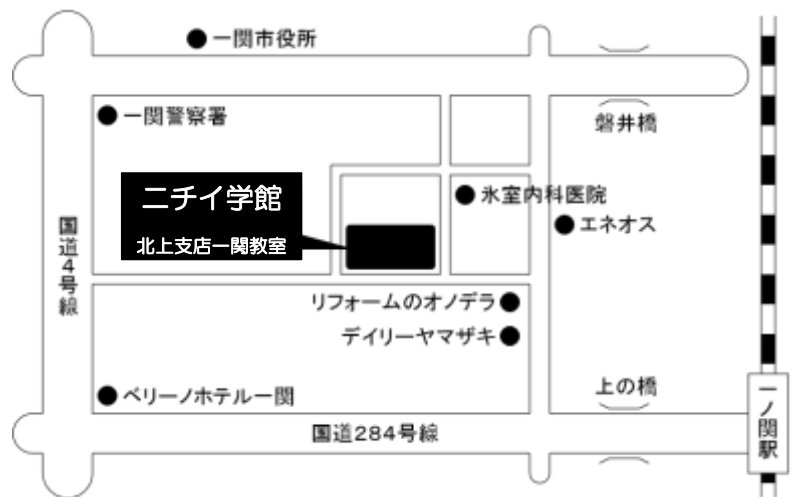 一関市役所
一関警察署
磐井橋
ニチイ学館
北上支店一関教室
氷室内科医院
エネオス
国道4号線
リフォームのオノデラ
デイリーヤマザキ
ベリーノホテル一関
上の橋
国道284号線
一ノ関駅